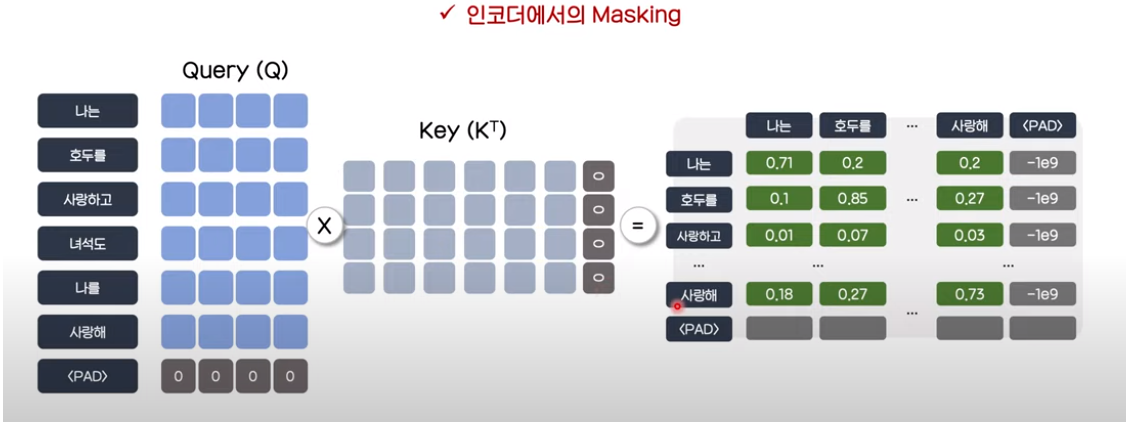 ✓ 인코더에서의 Masking
Query (Q)
나는
호두를
사랑하고
녀석도
나를
사랑해
〈PAD〉 0 0 0 0
X
Key (Kᵀ)
0
0
0
0
=
나는 호두를 ... 사랑해 〈PAD〉
나는 0.71 0.2 0.2 -1e9
호두를 0.1 0.85 ... 0.27 -1e9
사랑하고 0.01 0.07 0.03 -1e9
... ... ...
사랑해 0.18 0.27 0.73 -1e9
...
〈PAD〉